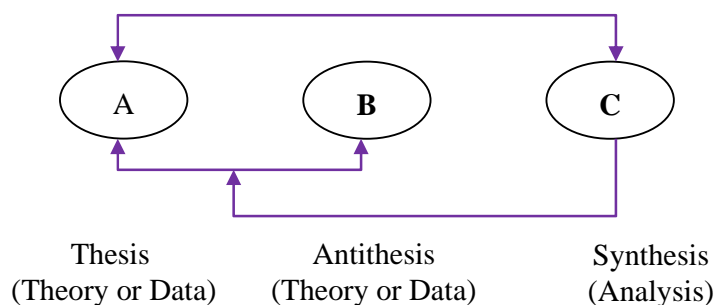 A B C
Thesis Antithesis Synthesis
(Theory or Data) (Theory or Data) (Analysis)